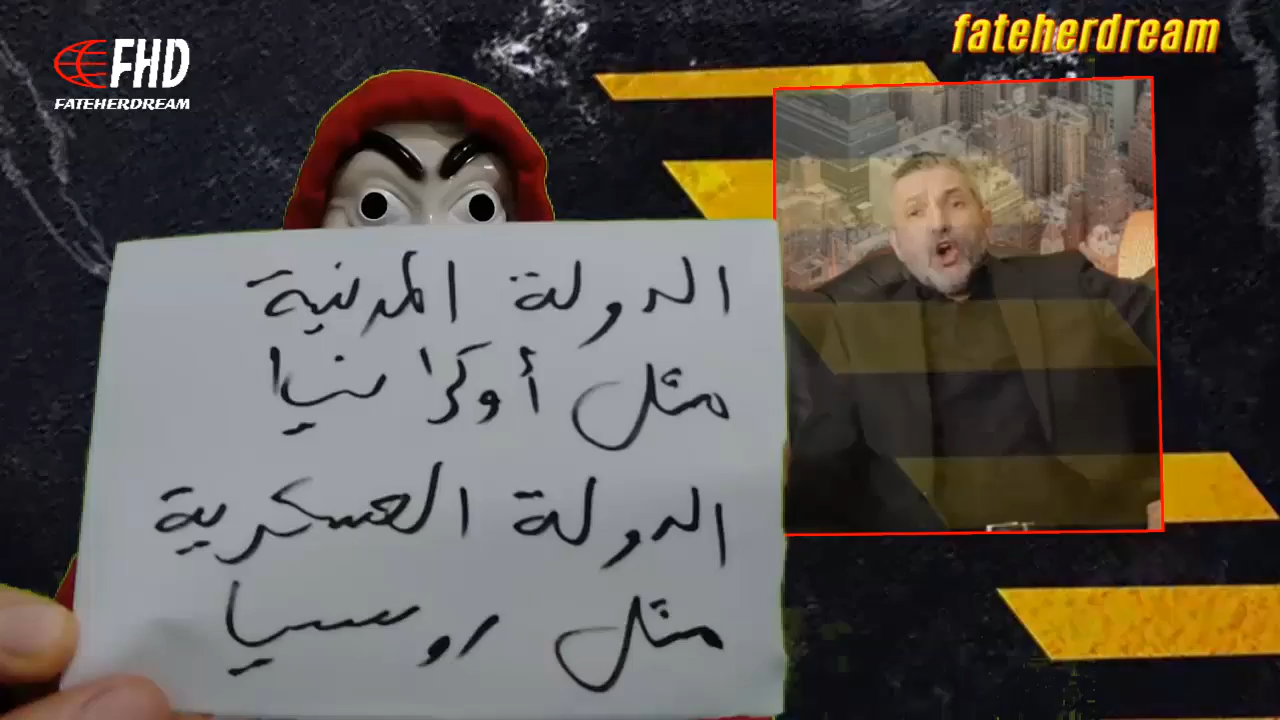 FHD
FATEHERDREAM
fateherdream
الدولة المدنية
مثل أوكرانيا
الدولة العسكرية
مثل روسيا